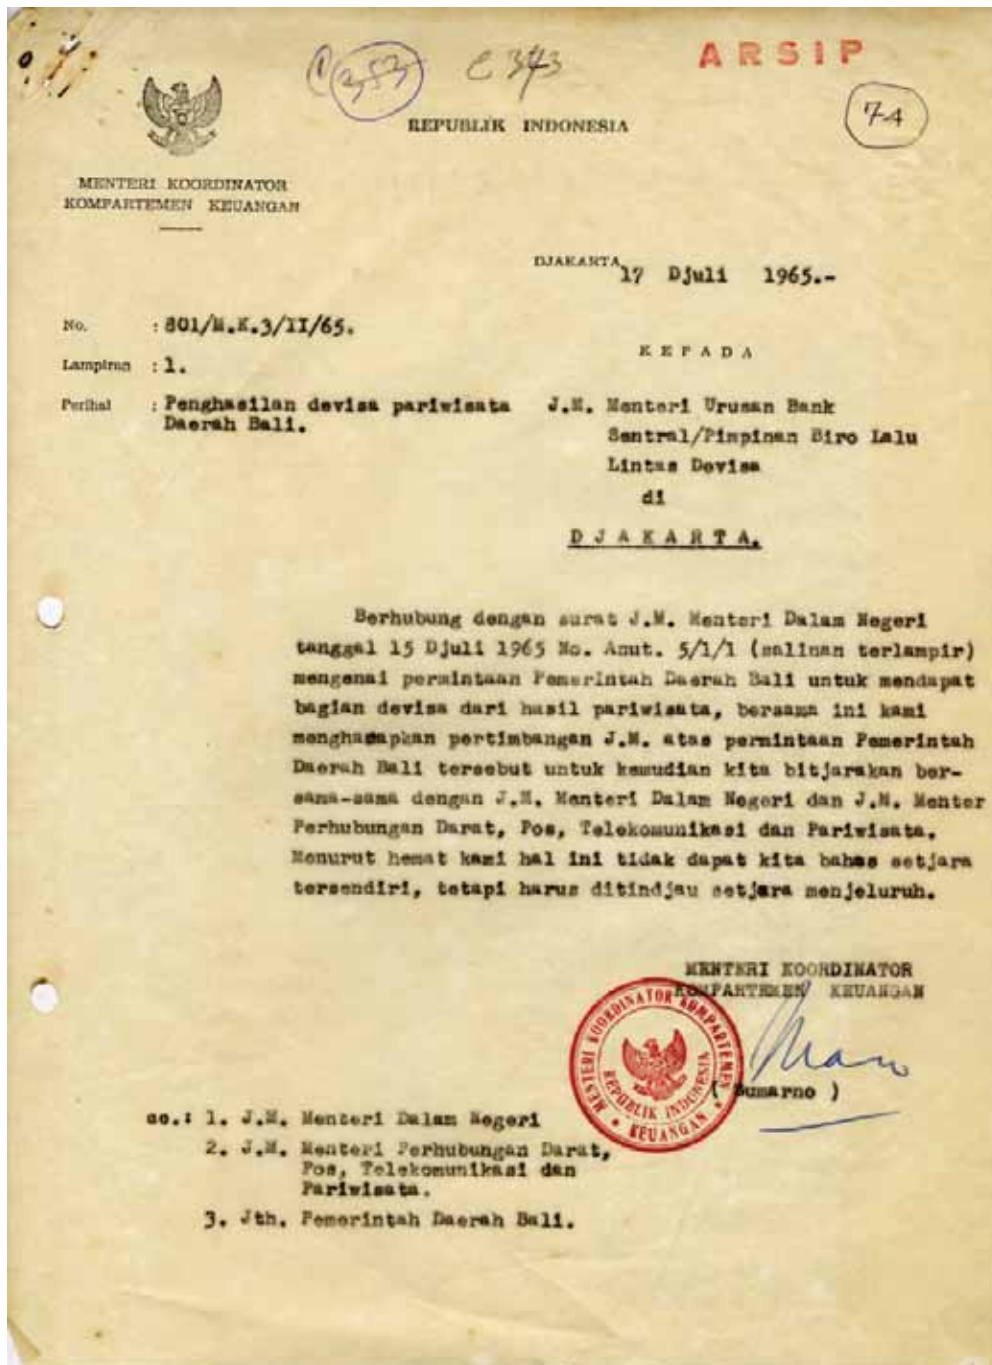 ARSIP
353
C 343
74
REPUBLIK INDONESIA
MENTERI KOORDINATOR
KOMPARTEMEN KEUANGAN
DJAKARTA, 17 Djuli 1965.-
No. : 801/M.K.3/II/65.
Lampiran : 1.
Perihal : Penghasilan devisa pariwisata
Daerah Bali.
KEPADA
J.M. Menteri Urusan Bank
Sentral/Pimpinan Biro Lalu
Lintas Devisa
di
DJAKARTA.
Berhubung dengan surat J.M. Menteri Dalam Negeri
tanggal 15 Djuli 1965 No. Amut. 5/1/1 (salinan terlampir)
mengenai permintaan Pemerintah Daerah Bali untuk mendapat
bagian devisa dari hasil pariwisata, bersama ini kami
mengharapkan pertimbangan J.M. atas permintaan Pemerintah
Daerah Bali tersebut untuk kemudian kita bitjarakan ber-
sama-sama dengan J.M. Menteri Dalam Negeri dan J.M. Menter
Perhubungan Darat, Pos, Telekomunikasi dan Pariwisata.
Menurut hemat kami hal ini tidak dapat kita bahas setjara
tersendiri, tetapi harus ditindjau setjara menjeluruh.
MENTERI KOORDINATOR
KOMPARTEMEN KEUANGAN
MENTERI KOORDINATOR KOMPARTEMEN
KEUANGAN
REPUBLIK INDONESIA
( Sumarno )
cc.: 1. J.M. Menteri Dalam Negeri
2. J.M. Menteri Perhubungan Darat,
Pos, Telekomunikasi dan
Pariwisata.
3. Jth. Pemerintah Daerah Bali.